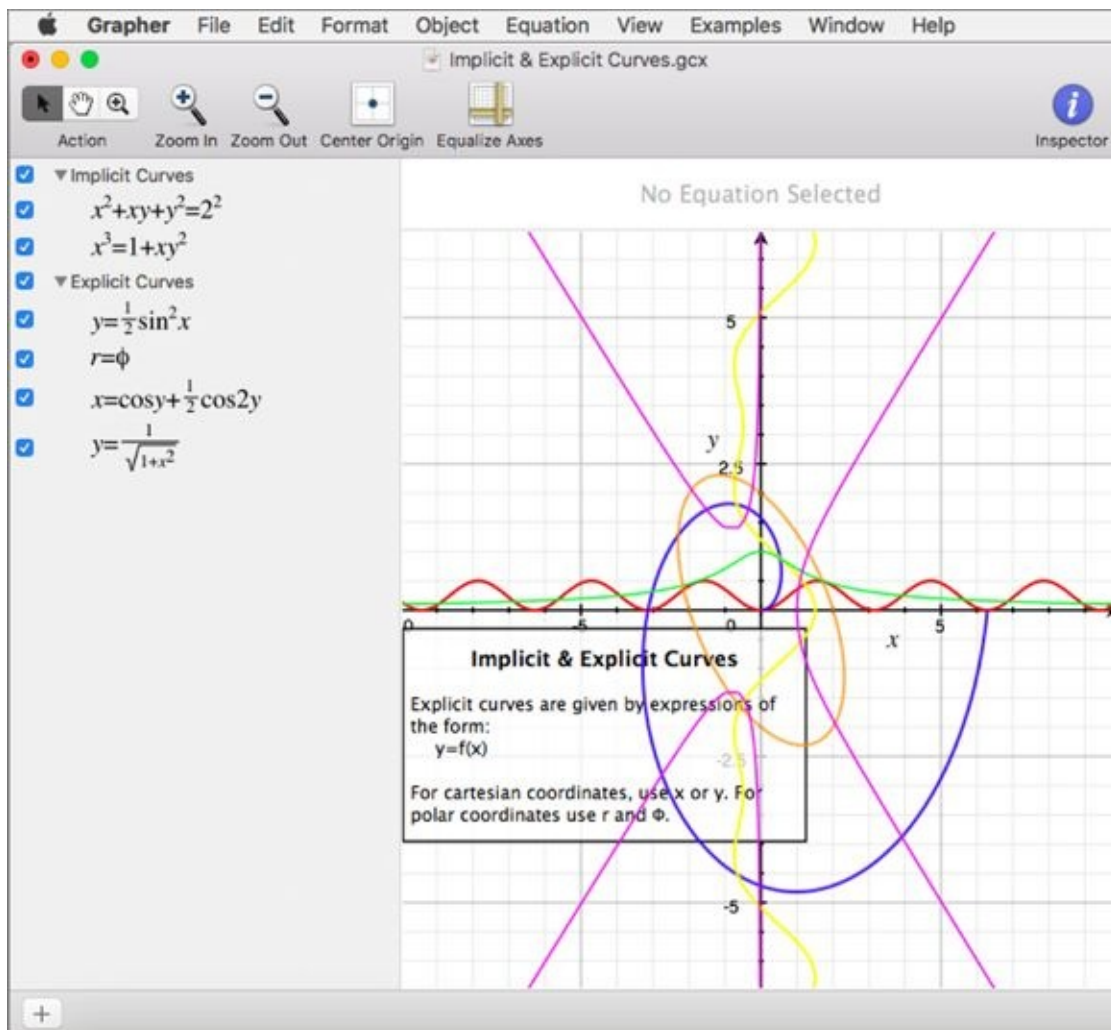 Grapher File Edit Format Object Equation View Examples Window Help
Implicit & Explicit Curves.gcx
Action Zoom In Zoom Out Center Origin Equalize Axes Inspector
Implicit Curves
x²+xy+y²=2²
x³=1+xy²
Explicit Curves
y=½sin²x
r=ϕ
x=cosy+½cos2y
y=1/√(1+x²)
No Equation Selected
5
y
2.5
0 -5 0 5
x
Implicit & Explicit Curves
Explicit curves are given by expressions of
the form:
y=f(x)
-2.5
For cartesian coordinates, use x or y. For
polar coordinates use r and Φ.
-5